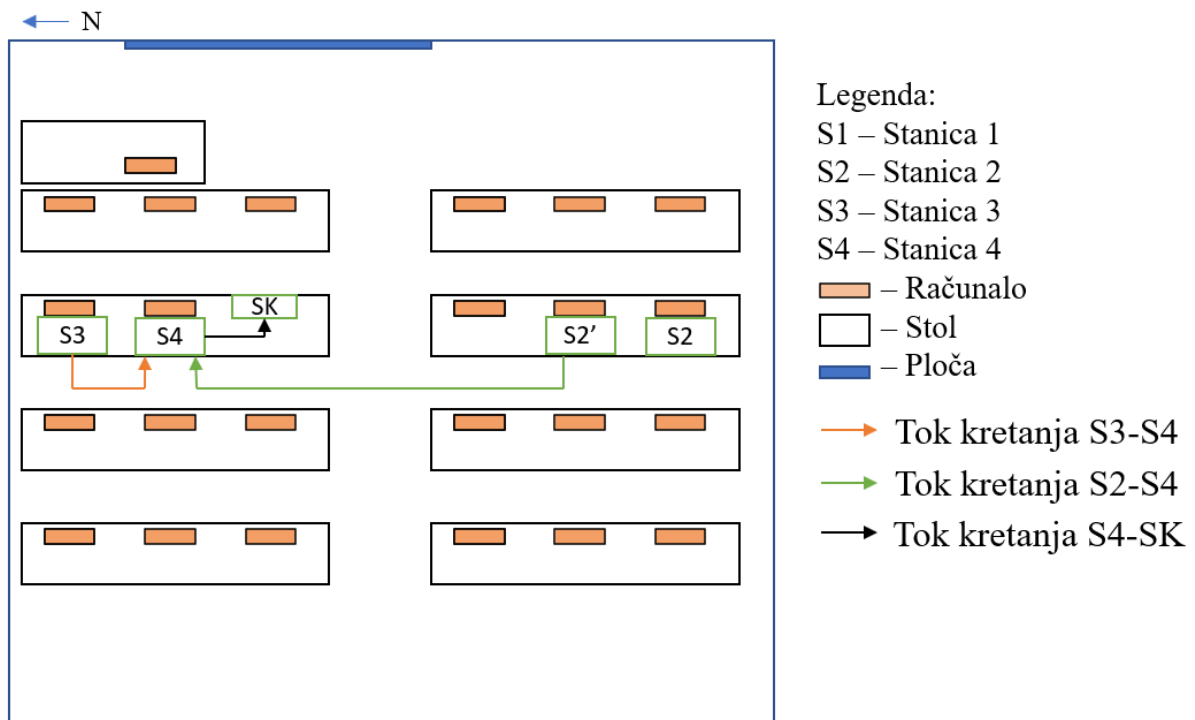 N
Legenda:
S1 – Stanica 1
S2 – Stanica 2
S3 – Stanica 3
S4 – Stanica 4
– Računalo
– Stol
– Ploča
SK
S3
S4
S2’
S2
Tok kretanja S3-S4
Tok kretanja S2-S4
Tok kretanja S4-SK